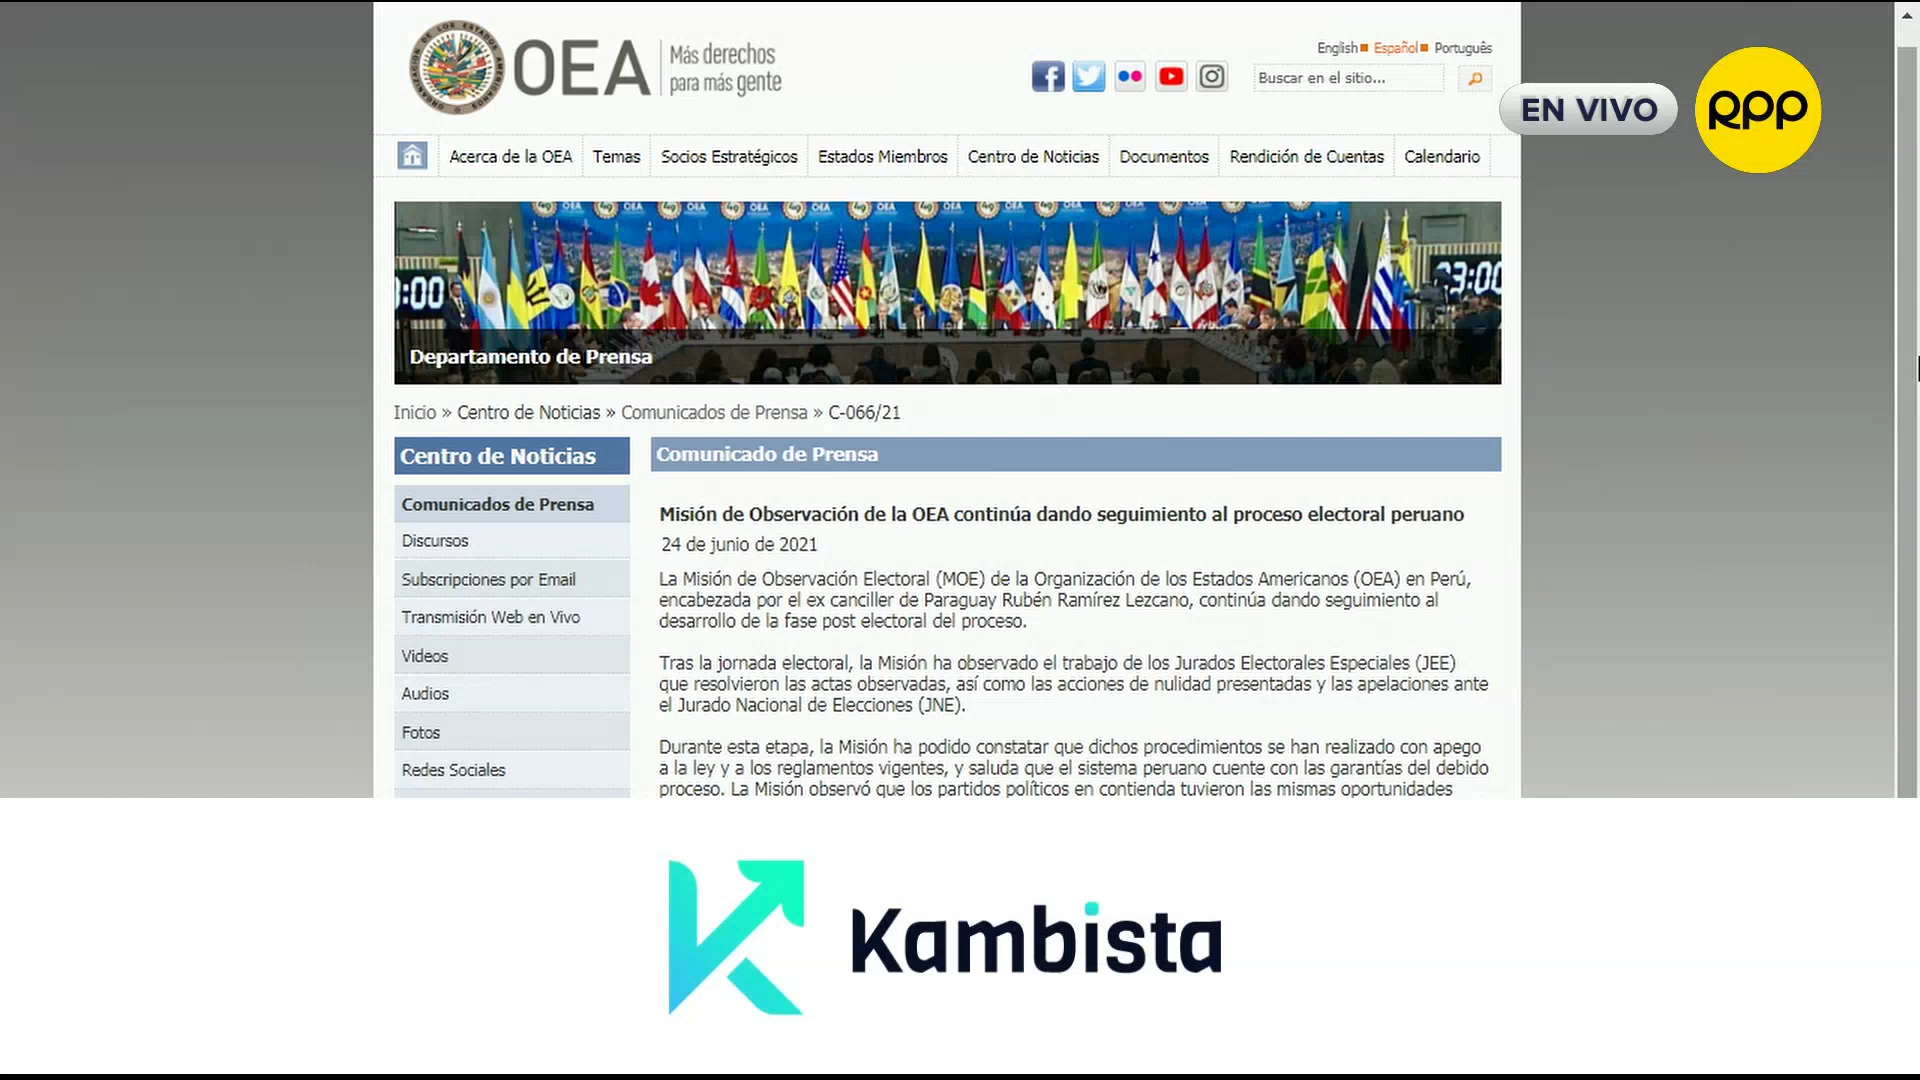 OEA
Más derechos
para más gente
English Español Português
Buscar en el sitio...
EN VIVO
rpp
Acerca de la OEA Temas Socios Estratégicos Estados Miembros Centro de Noticias Documentos Rendición de Cuentas Calendario
Departamento de Prensa
Inicio » Centro de Noticias » Comunicados de Prensa » C-066/21
Centro de Noticias
Comunicados de Prensa
Discursos
Subscripciones por Email
Transmisión Web en Vivo
Videos
Audios
Fotos
Redes Sociales
Comunicado de Prensa
Misión de Observación de la OEA continúa dando seguimiento al proceso electoral peruano
24 de junio de 2021
La Misión de Observación Electoral (MOE) de la Organización de los Estados Americanos (OEA) en Perú,
encabezada por el ex canciller de Paraguay Rubén Ramírez Lezcano, continúa dando seguimiento al
desarrollo de la fase post electoral del proceso.
Tras la jornada electoral, la Misión ha observado el trabajo de los Jurados Electorales Especiales (JEE)
que resolvieron las actas observadas, así como las acciones de nulidad presentadas y las apelaciones ante
el Jurado Nacional de Elecciones (JNE).
Durante esta etapa, la Misión ha podido constatar que dichos procedimientos se han realizado con apego
a la ley y a los reglamentos vigentes, y saluda que el sistema peruano cuente con las garantías del debido
proceso. La Misión observó que los partidos políticos en contienda tuvieron las mismas oportunidades
Kambista